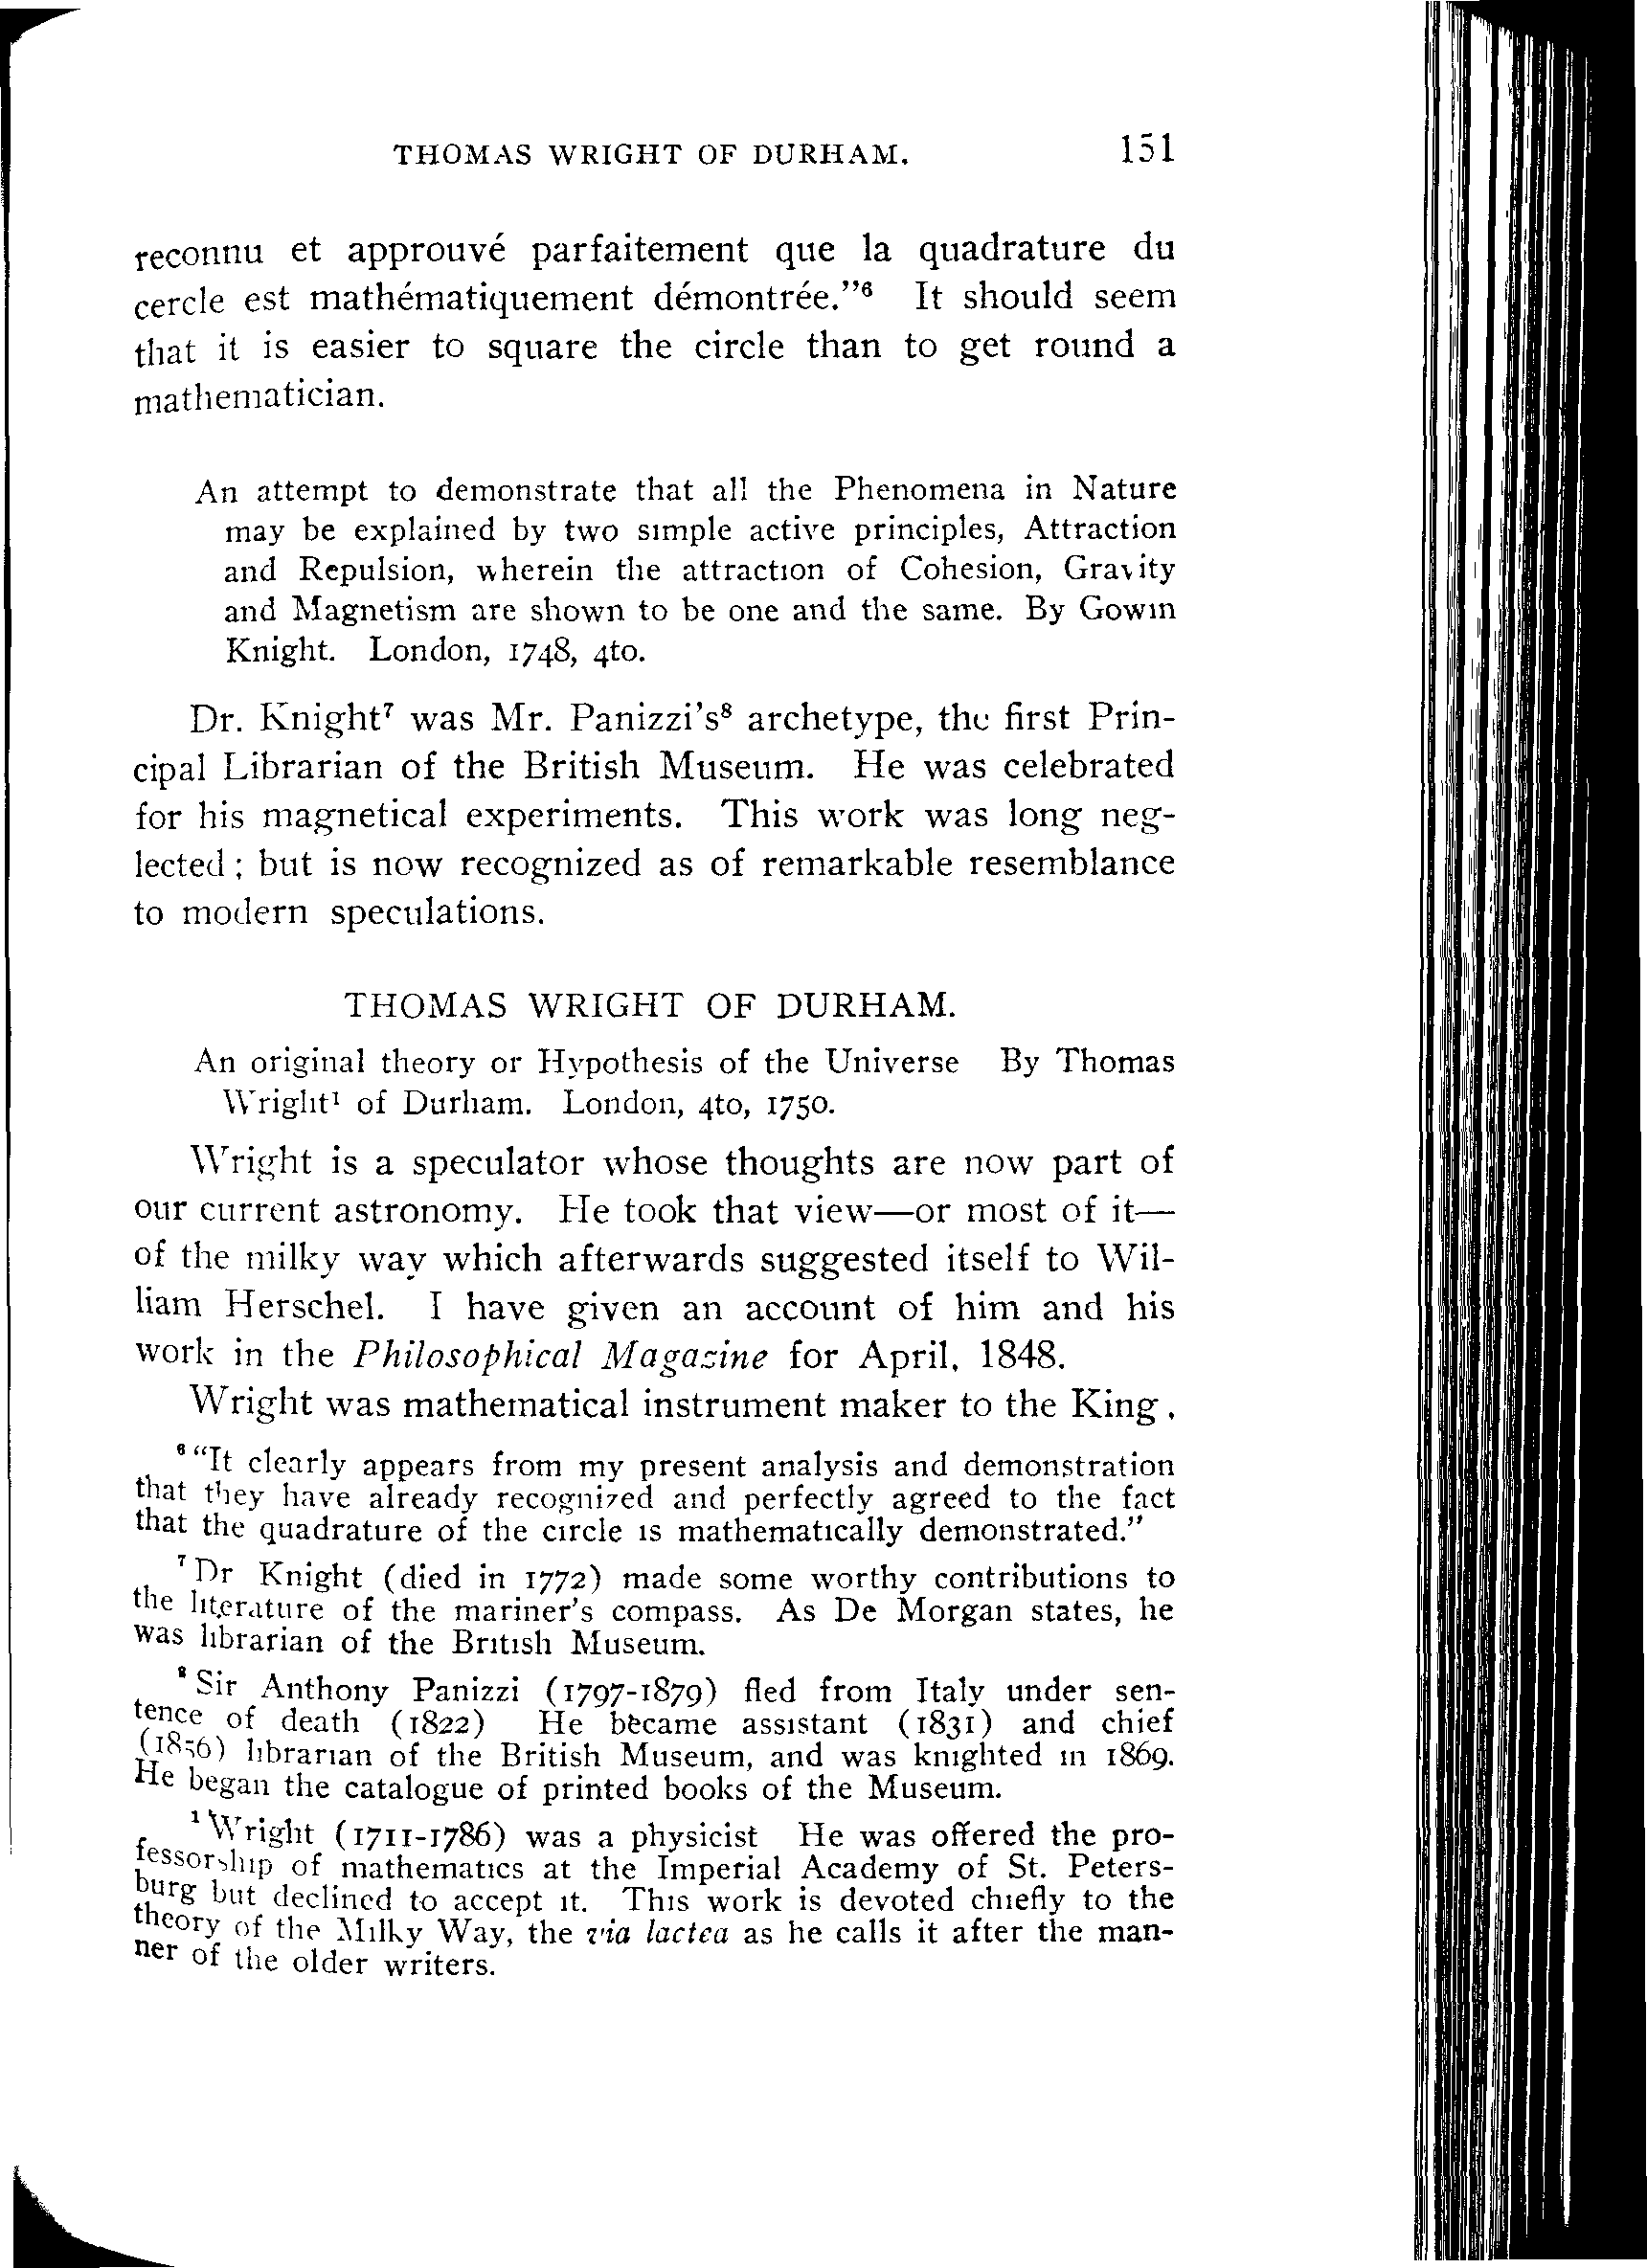 THOMAS WRIGHT OF DURHAM. 151
reconnu et approuvé parfaitement que la quadrature du
cercle est mathématiquement démontrée."⁶ It should seem
that it is easier to square the circle than to get round a
mathematician.
An attempt to demonstrate that all the Phenomena in Nature
may be explained by two simple active principles, Attraction
and Repulsion, wherein the attraction of Cohesion, Gravity
and Magnetism are shown to be one and the same. By Gowin
Knight. London, 1748, 4to.
Dr. Knight⁷ was Mr. Panizzi's⁸ archetype, the first Prin-
cipal Librarian of the British Museum. He was celebrated
for his magnetical experiments. This work was long neg-
lected; but is now recognized as of remarkable resemblance
to modern speculations.
THOMAS WRIGHT OF DURHAM.
An original theory or Hypothesis of the Universe By Thomas
Wright¹ of Durham. London, 4to, 1750.
Wright is a speculator whose thoughts are now part of
our current astronomy. He took that view—or most of it—
of the milky way which afterwards suggested itself to Wil-
liam Herschel. I have given an account of him and his
work in the Philosophical Magazine for April, 1848.
Wright was mathematical instrument maker to the King.
⁶ "It clearly appears from my present analysis and demonstration
that they have already recognized and perfectly agreed to the fact
that the quadrature of the circle is mathematically demonstrated."
⁷ Dr Knight (died in 1772) made some worthy contributions to
the literature of the mariner's compass. As De Morgan states, he
was librarian of the British Museum.
⁸ Sir Anthony Panizzi (1797-1879) fled from Italy under sen-
tence of death (1822) He became assistant (1831) and chief
(1856) librarian of the British Museum, and was knighted in 1869.
He began the catalogue of printed books of the Museum.
¹ Wright (1711-1786) was a physicist He was offered the pro-
fessorship of mathematics at the Imperial Academy of St. Peters-
burg but declined to accept it. This work is devoted chiefly to the
theory of the Milky Way, the via lactea as he calls it after the man-
ner of the older writers.